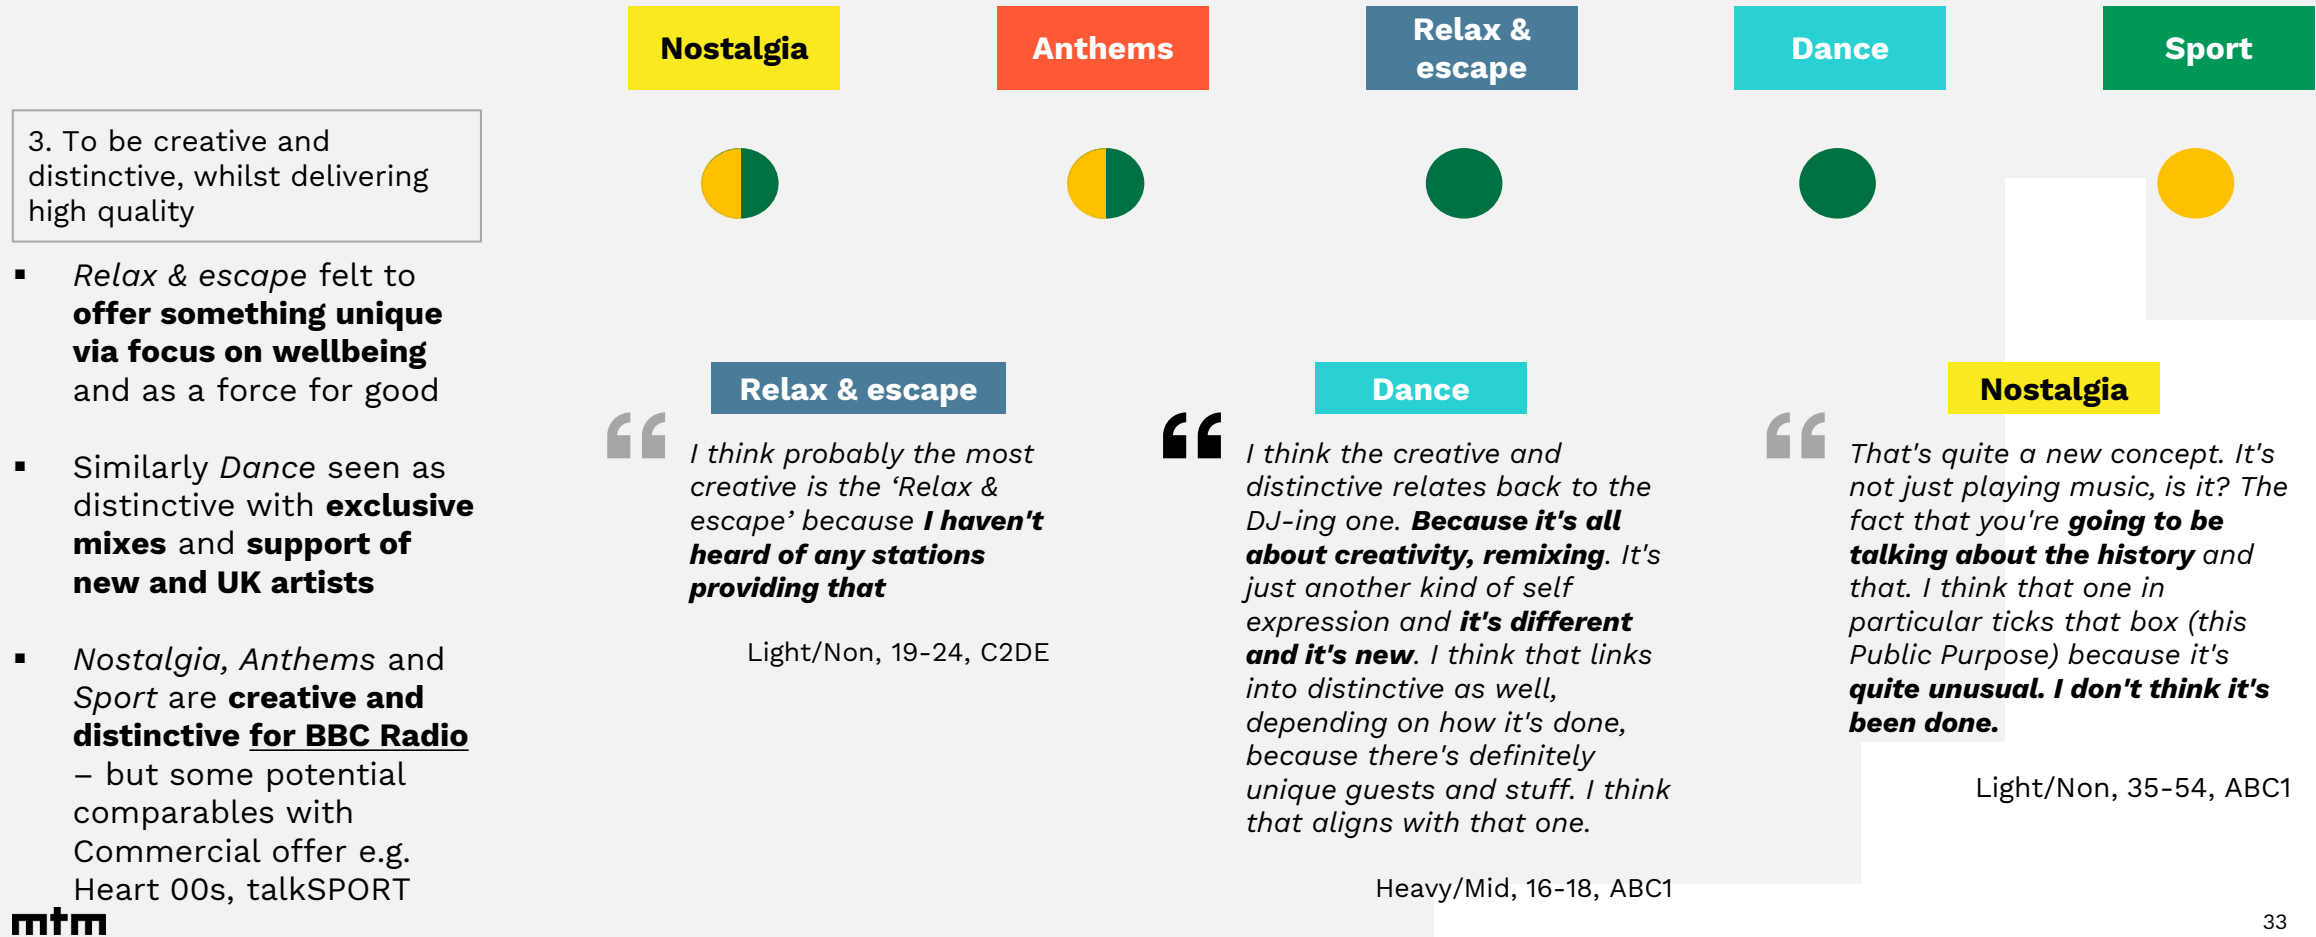 Nostalgia
Anthems
Relax &
escape
Dance
Sport
3. To be creative and
distinctive, whilst delivering
high quality
▪ Relax & escape felt to
offer something unique
via focus on wellbeing
and as a force for good
▪ Similarly Dance seen as
distinctive with exclusive
mixes and support of
new and UK artists
▪ Nostalgia, Anthems and
Sport are creative and
distinctive for BBC Radio
– but some potential
comparables with
Commercial offer e.g.
Heart 00s, talkSPORT
Relax & escape
“
I think probably the most
creative is the ‘Relax &
escape’ because I haven't
heard of any stations
providing that
Light/Non, 19-24, C2DE
Dance
“
I think the creative and
distinctive relates back to the
DJ-ing one. Because it's all
about creativity, remixing. It's
just another kind of self
expression and it's different
and it's new. I think that links
into distinctive as well,
depending on how it's done,
because there's definitely
unique guests and stuff. I think
that aligns with that one.
Heavy/Mid, 16-18, ABC1
Nostalgia
“
That's quite a new concept. It's
not just playing music, is it? The
fact that you're going to be
talking about the history and
that. I think that one in
particular ticks that box (this
Public Purpose) because it's
quite unusual. I don't think it's
been done.
Light/Non, 35-54, ABC1
mtm
33